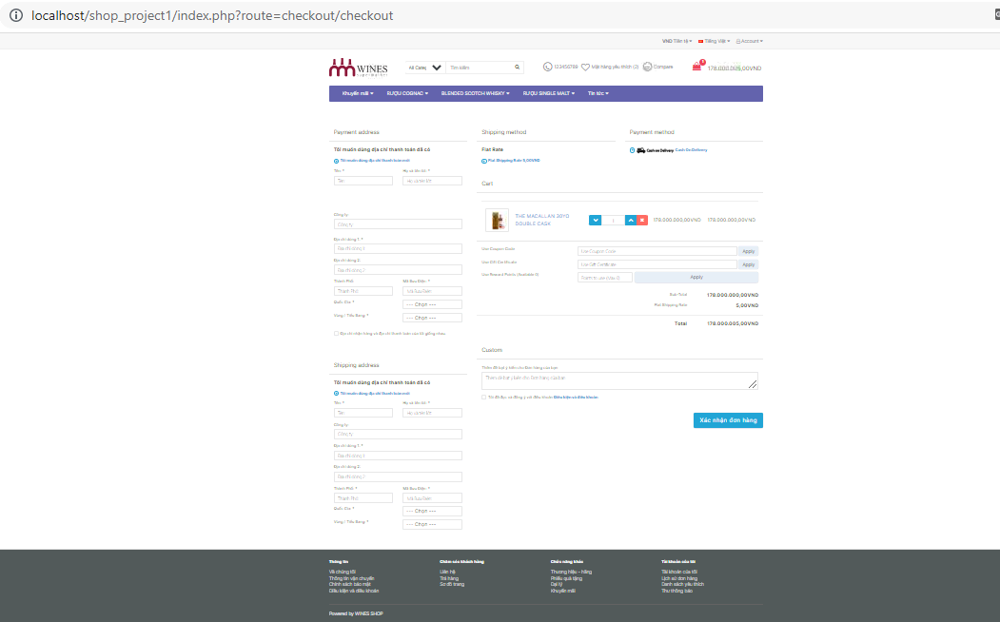 localhost/shop_project1/index.php?route=checkout/checkout
VND Tiền tệ Tiếng Việt Account
WINES
All Categ Tìm kiếm 123456789 Mặt hàng yêu thích (2) Compare 178.000.005,00VND
Khuyến mãi RƯỢU COGNAC BLENDED SCOTCH WHISKY RƯỢU SINGLE MALT Tin tức
Payment address
Tôi muốn dùng địa chỉ thanh toán đã có
Tôi muốn dùng địa chỉ thanh toán mới
Tên: * Họ và tên lót: *
Tên: Họ và tên lót:
Công ty
Công ty
Địa chỉ dòng 1: *
Địa chỉ dòng 1
Địa chỉ dòng 2:
Địa chỉ dòng 2
Thành Phố: * Mã Bưu Điện: *
Thành Phố Mã Bưu Điện
Quốc Gia: * --- Chọn ---
Vùng / Tiểu Bang: * --- Chọn ---
Địa chỉ nhận hàng và địa chỉ thanh toán của tôi giống nhau.
Shipping address
Tôi muốn dùng địa chỉ thanh toán đã có
Tôi muốn dùng địa chỉ thanh toán mới
Tên: * Họ và tên lót: *
Tên: Họ và tên lót:
Công ty
Công ty
Địa chỉ dòng 1: *
Địa chỉ dòng 1
Địa chỉ dòng 2:
Địa chỉ dòng 2
Thành Phố: * Mã Bưu Điện: *
Thành Phố Mã Bưu Điện
Quốc Gia: * --- Chọn ---
Vùng / Tiểu Bang: * --- Chọn ---
Shipping method
Flat Rate
Flat Shipping Rate 5,00VND
Payment method
Cash on Delivery Cash On Delivery
Cart
THE MACALLAN 30YO DOUBLE CASK 1 178.000.000,00VND 178.000.000,00VND
Use Coupon Code Use Coupon Code Apply
Use Gift Certificate Use Gift Certificate Apply
Use Reward Points (Available 0) Points to use (Max 0) Apply
Sub-Total 178.000.000,00VND
Flat Shipping Rate 5,00VND
Total 178.000.005,00VND
Custom
Thêm lời bạt ý kiến cho Đơn hàng của bạn
Thêm lời bạt ý kiến cho Đơn hàng của bạn
Tôi đã đọc và đồng ý với điều khoản Điều kiện và điều khoản
Xác nhận đơn hàng
Thông tin
Về chúng tôi
Thông tin vận chuyển
Chính sách bảo mật
Điều kiện và điều khoản
Chăm sóc khách hàng
Liên hệ
Trả hàng
Sơ đồ trang
Chức năng khác
Thương hiệu - hãng
Phiếu quà tặng
Đại lý
Khuyến mãi
Tài khoản của tôi
Tài khoản của tôi
Lịch sử đơn hàng
Danh sách yêu thích
Thư thông báo
Powered by WINES SHOP